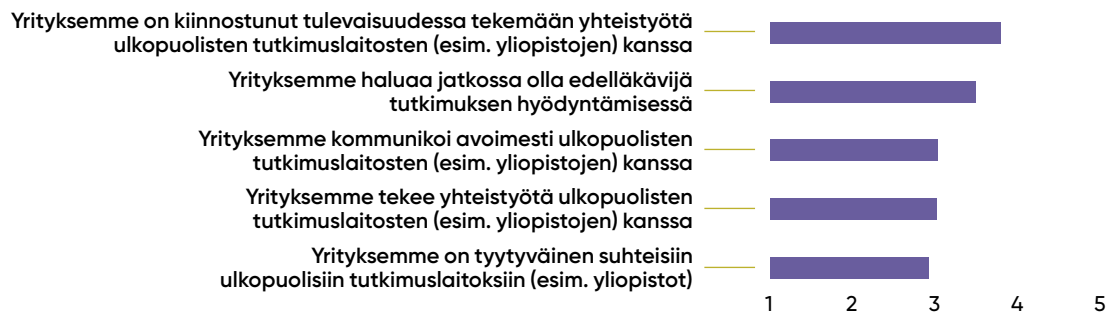 Yrityksemme on kiinnostunut tulevaisuudessa tekemään yhteistyötä
ulkopuolisten tutkimuslaitosten (esim. yliopistojen) kanssa
Yrityksemme haluaa jatkossa olla edelläkävijä
tutkimuksen hyödyntämisessä
Yrityksemme kommunikoi avoimesti ulkopuolisten
tutkimuslaitosten (esim. yliopistojen) kanssa
Yrityksemme tekee yhteistyötä ulkopuolisten
tutkimuslaitosten (esim. yliopistojen) kanssa
Yrityksemme on tyytyväinen suhteisiin
ulkopuolisiin tutkimuslaitoksiin (esim. yliopistot)
1 2 3 4 5